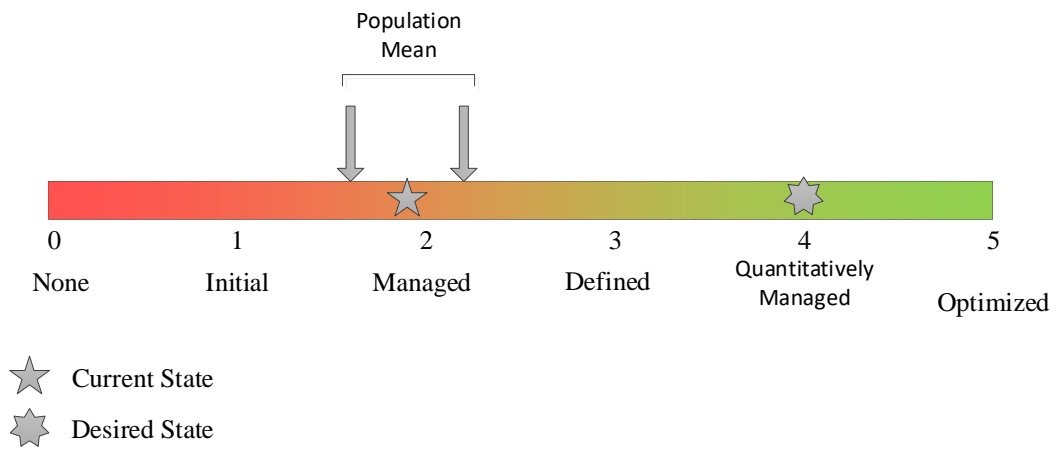 Population
Mean
0 1 2 3 4 5
None Initial Managed Defined Quantitatively
Managed
Optimized
Current State
Desired State